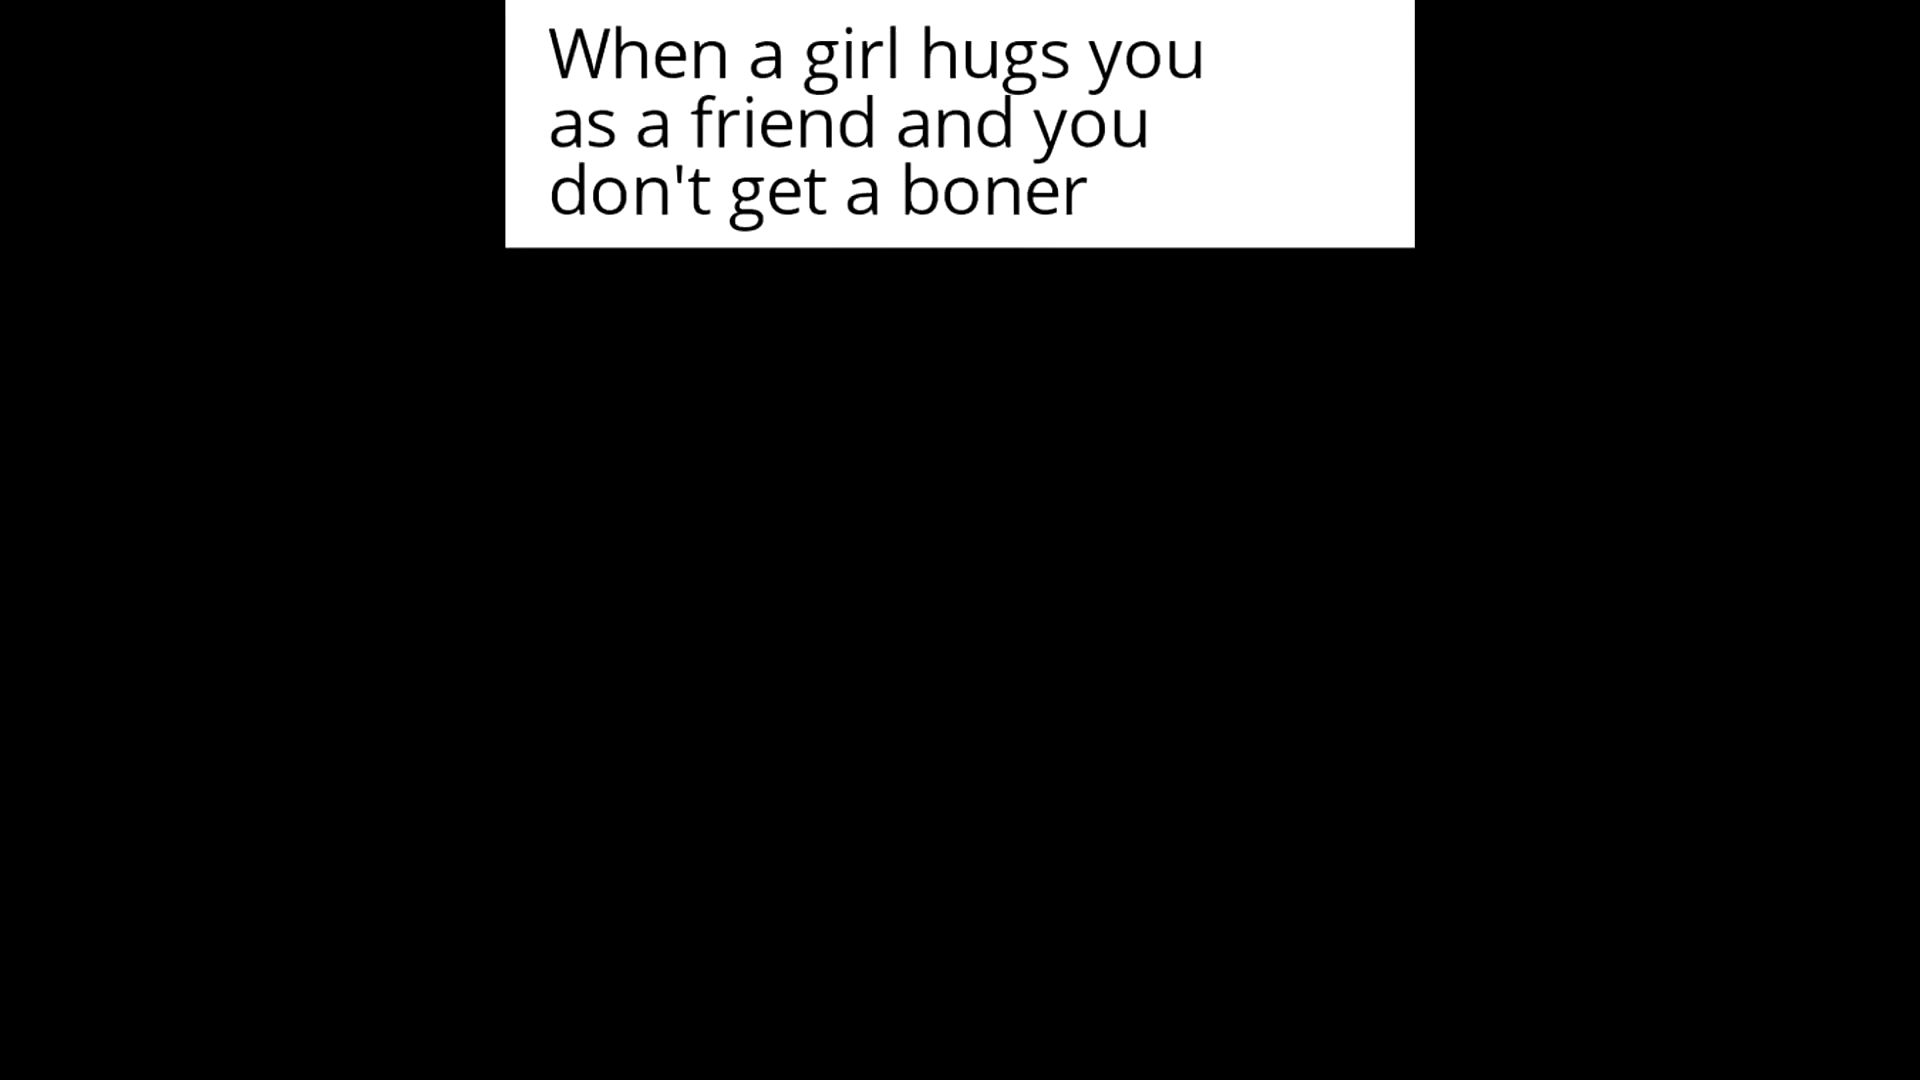 When a girl hugs you
as a friend and you
don't get a boner